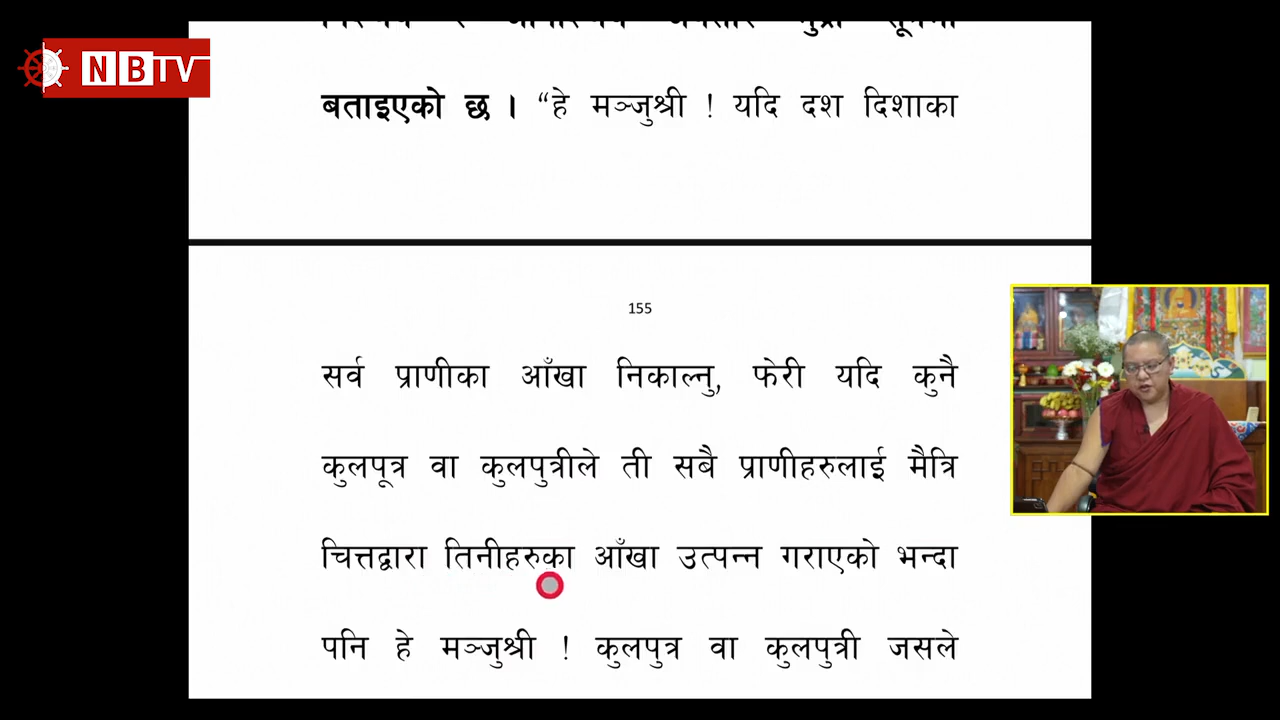 NBTV
बताइएको छ । “हे मञ्जुश्री ! यदि दश दिशाका
155
सर्व प्राणीका आँखा निकाल्नु, फेरी यदि कुनै
कुलपूत्र वा कुलपुत्रीले ती सबै प्राणीहरुलाई मैत्रि
चित्तद्वारा तिनीहरुका आँखा उत्पन्न गराएको भन्दा
पनि हे मञ्जुश्री ! कुलपुत्र वा कुलपुत्री जसले